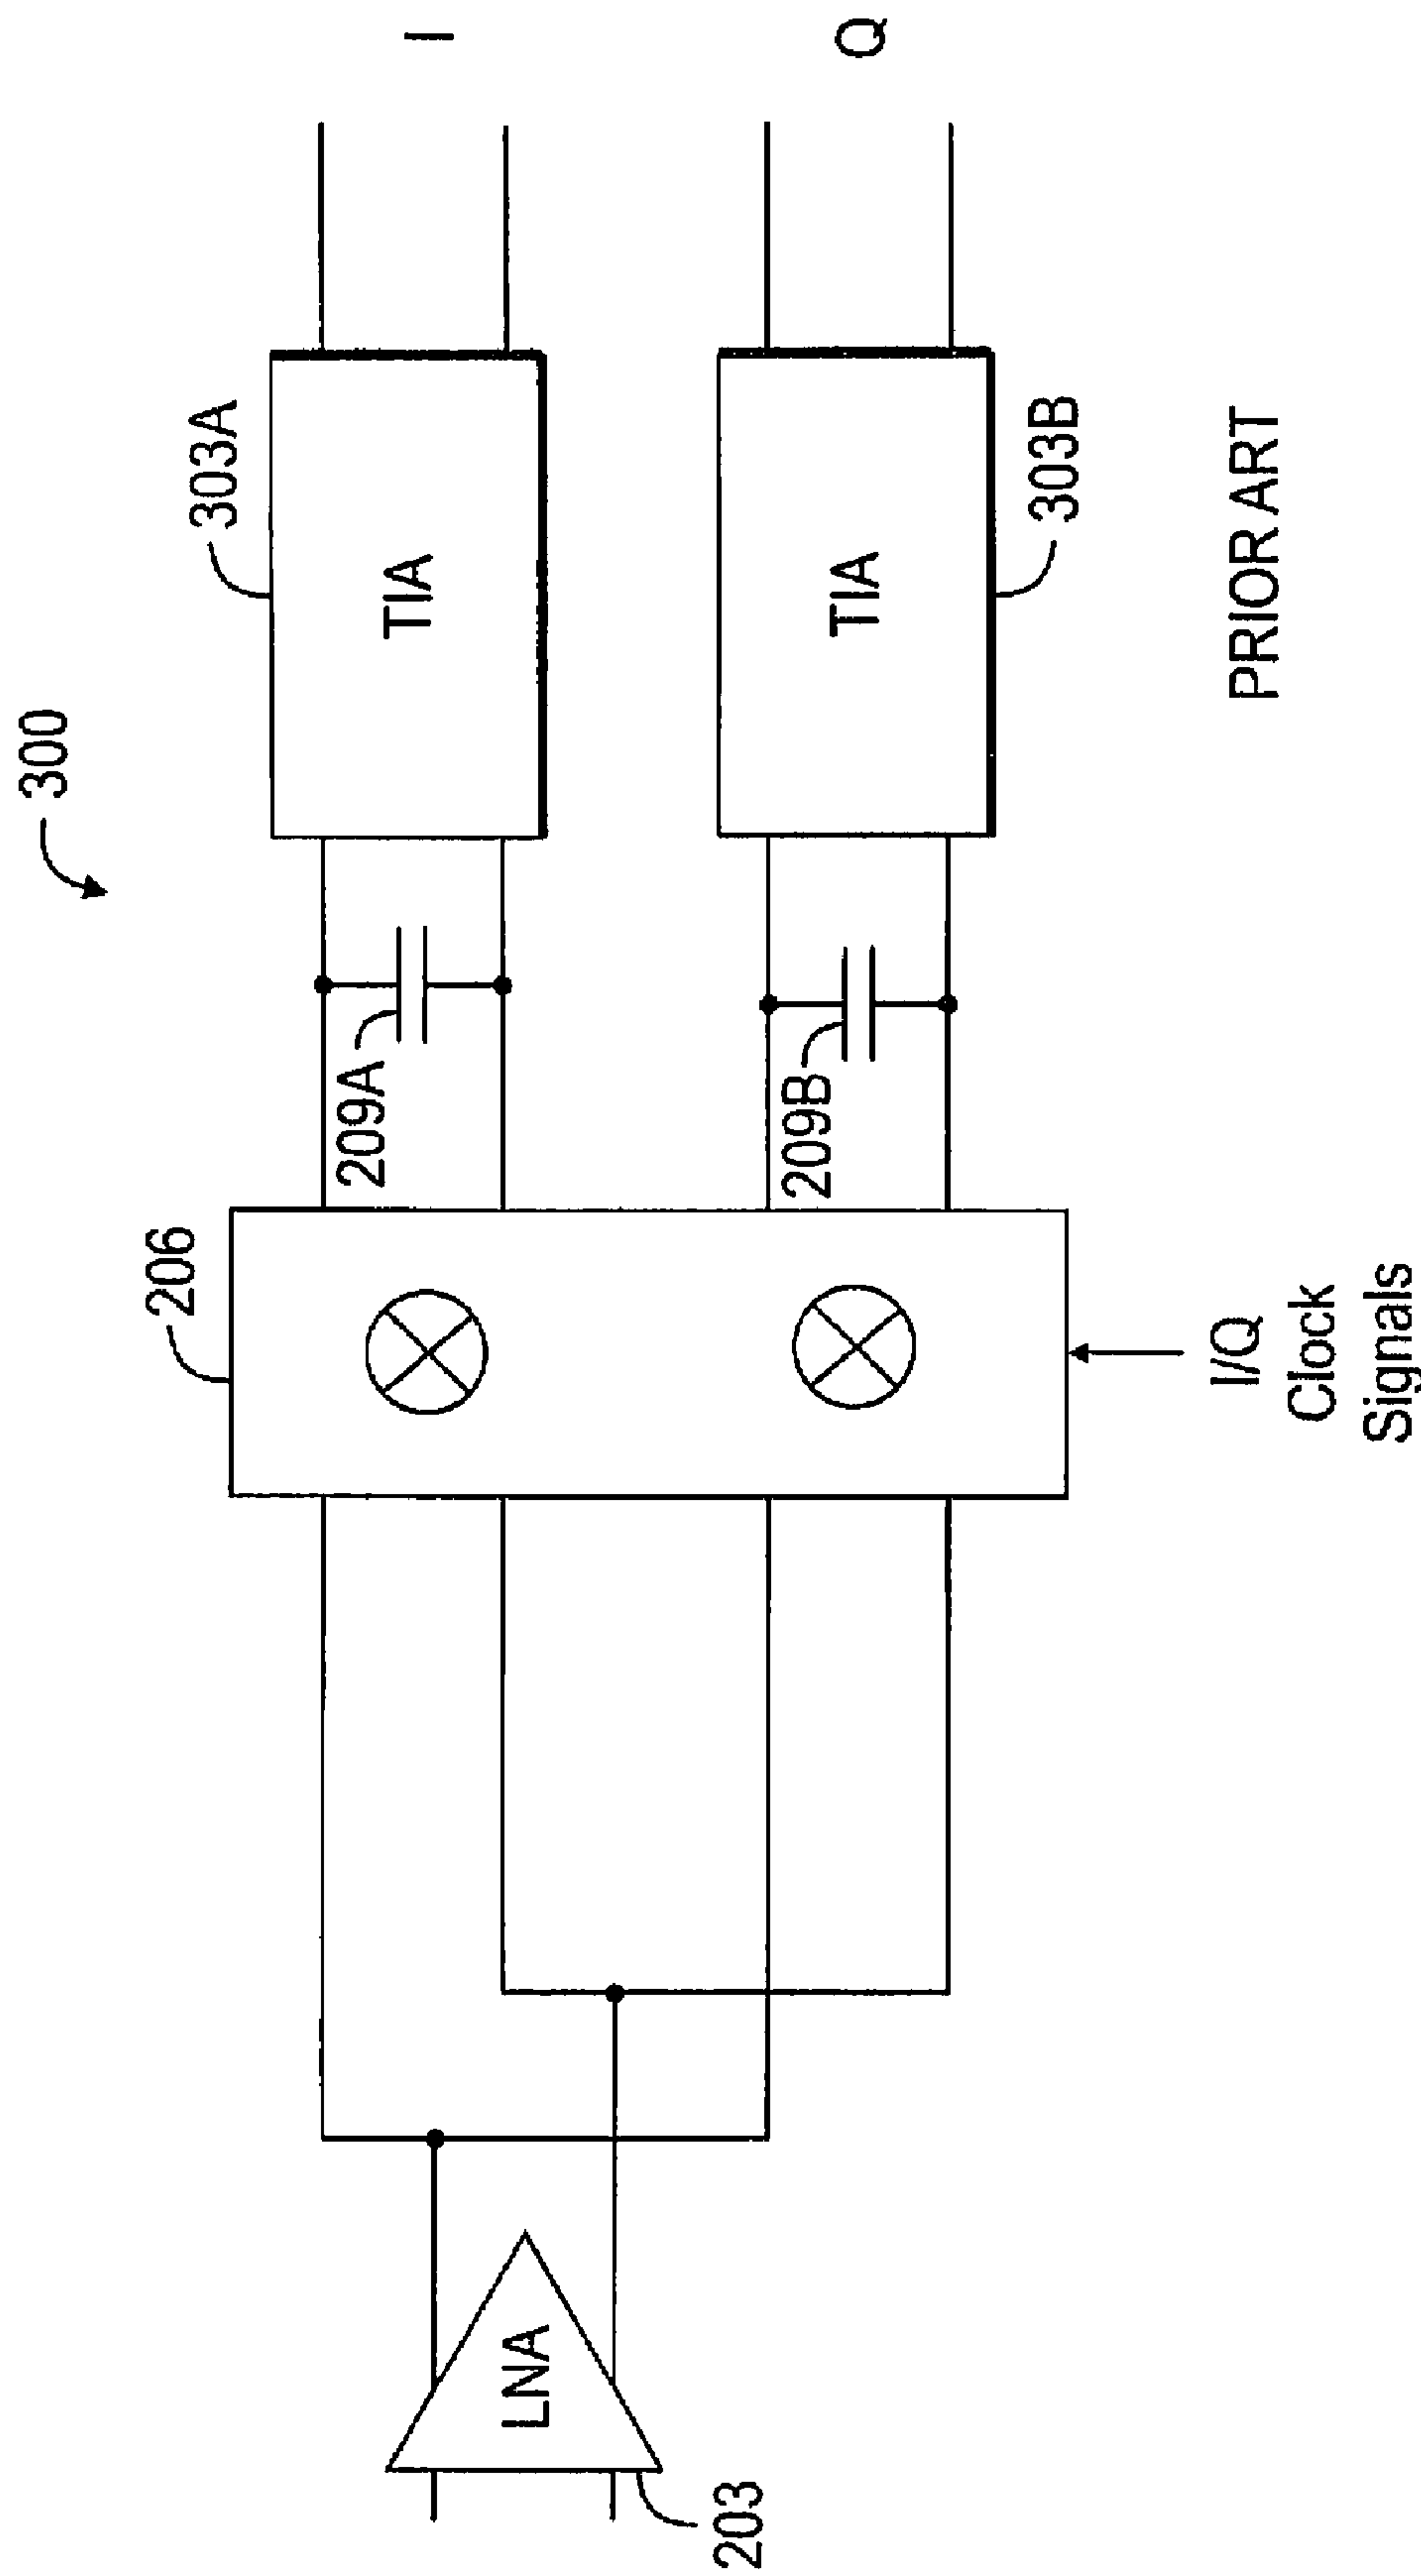 300
303A
TIA
I
206
209A
LNA
203
209B
TIA
303B
Q
I/Q
Clock
Signals
PRIOR ART